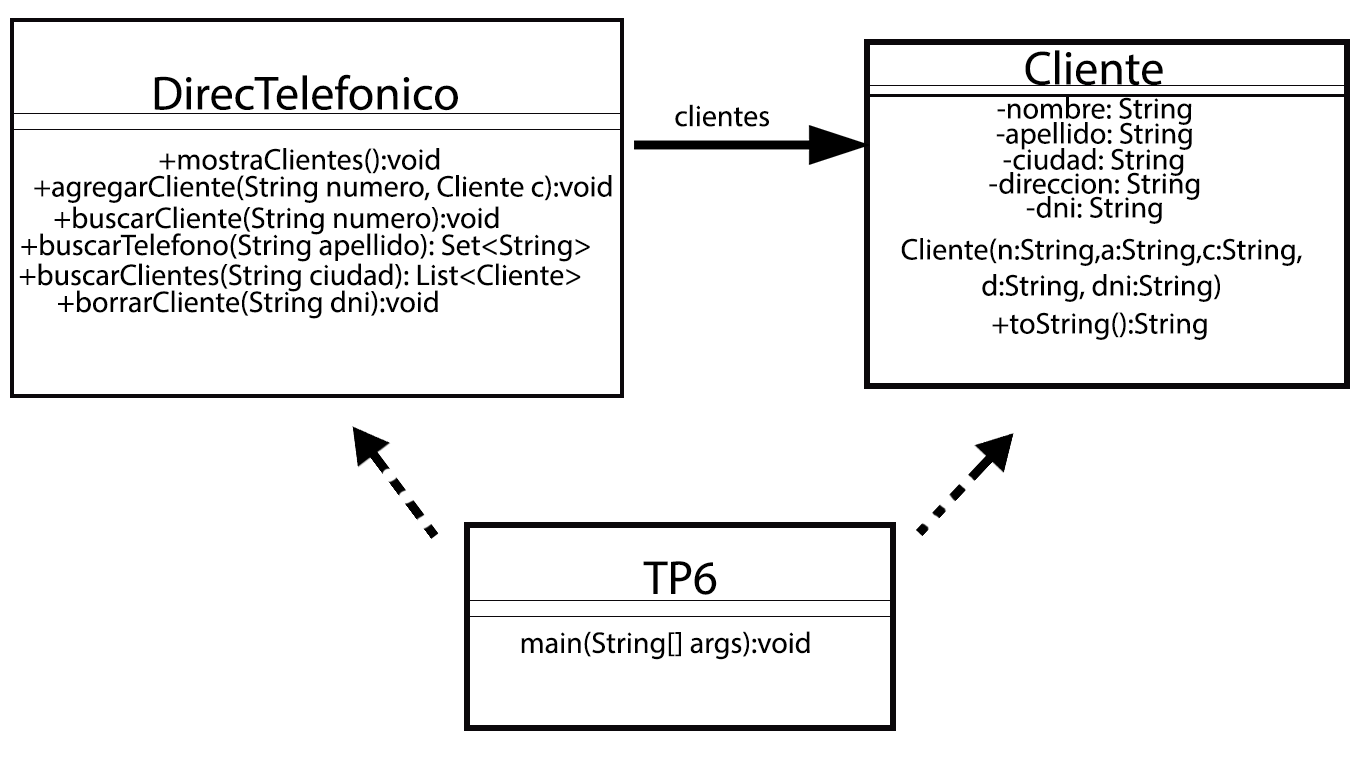 DirecTelefonico
+mostraClientes():void
+agregarCliente(String numero, Cliente c):void
+buscarCliente(String numero):void
+buscarTelefono(String apellido): Set<String>
+buscarClientes(String ciudad): List<Cliente>
+borrarCliente(String dni):void
clientes
Cliente
-nombre: String
-apellido: String
-ciudad: String
-direccion: String
-dni: String
Cliente(n:String,a:String,c:String,
d:String, dni:String)
+toString():String
TP6
main(String[] args):void